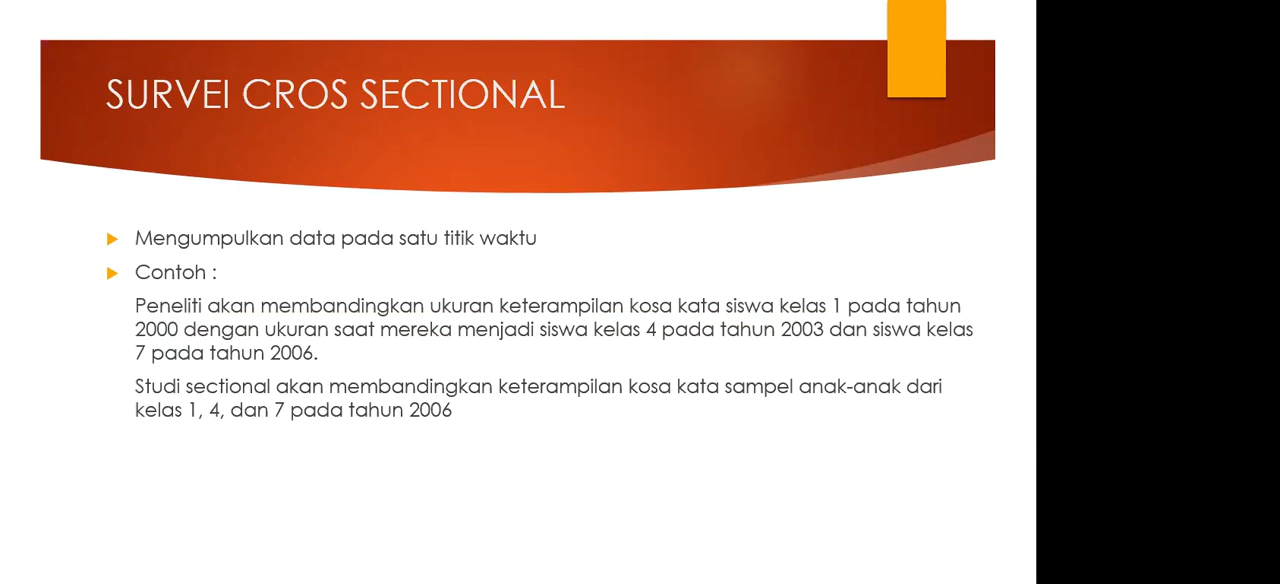 SURVEI CROS SECTIONAL
Mengumpulkan data pada satu titik waktu
Contoh :
Peneliti akan membandingkan ukuran keterampilan kosa kata siswa kelas 1 pada tahun
2000 dengan ukuran saat mereka menjadi siswa kelas 4 pada tahun 2003 dan siswa kelas
7 pada tahun 2006.
Studi sectional akan membandingkan keterampilan kosa kata sampel anak-anak dari
kelas 1, 4, dan 7 pada tahun 2006